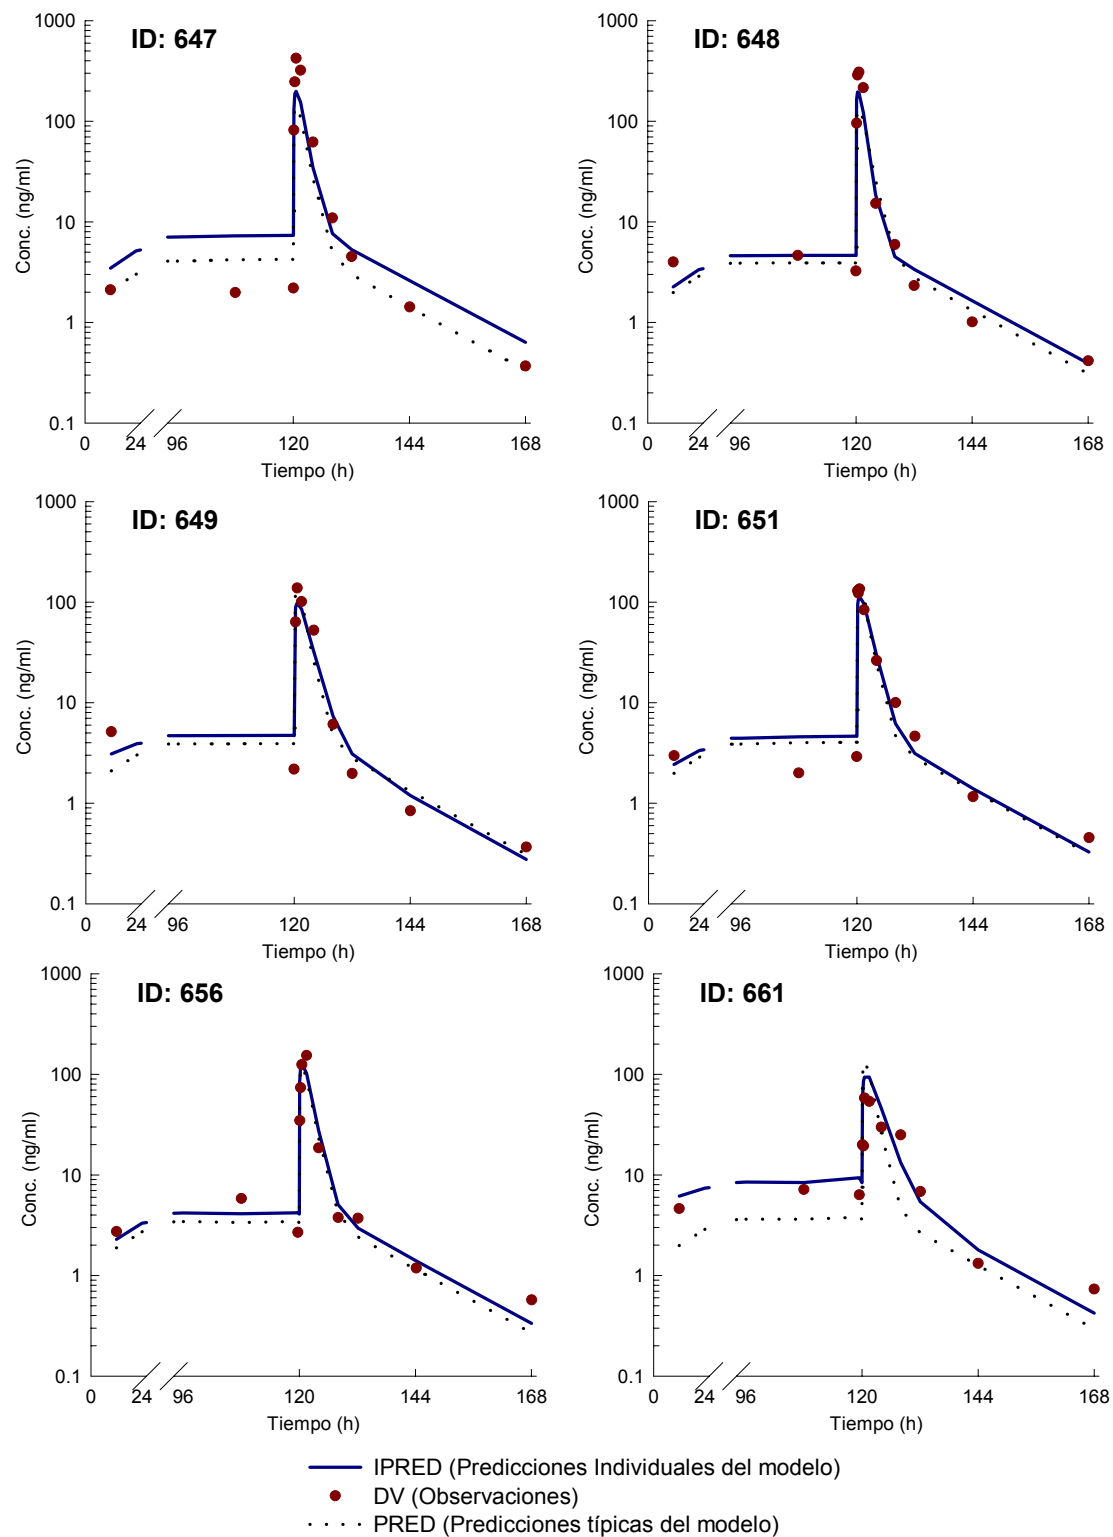 ID: 647
1000
100
10
1
0.1
Conc. (ng/ml)
0 24 96 120 144 168
Tiempo (h)
ID: 648
1000
100
10
1
0.1
Conc. (ng/ml)
0 24 96 120 144 168
Tiempo (h)
ID: 649
1000
100
10
1
0.1
Conc. (ng/ml)
0 24 96 120 144 168
Tiempo (h)
ID: 651
1000
100
10
1
0.1
Conc. (ng/ml)
0 24 96 120 144 168
Tiempo (h)
ID: 656
1000
100
10
1
0.1
Conc. (ng/ml)
0 24 96 120 144 168
Tiempo (h)
ID: 661
1000
100
10
1
0.1
Conc. (ng/ml)
0 24 96 120 144 168
Tiempo (h)
IPRED (Predicciones Individuales del modelo)
DV (Observaciones)
PRED (Predicciones típicas del modelo)